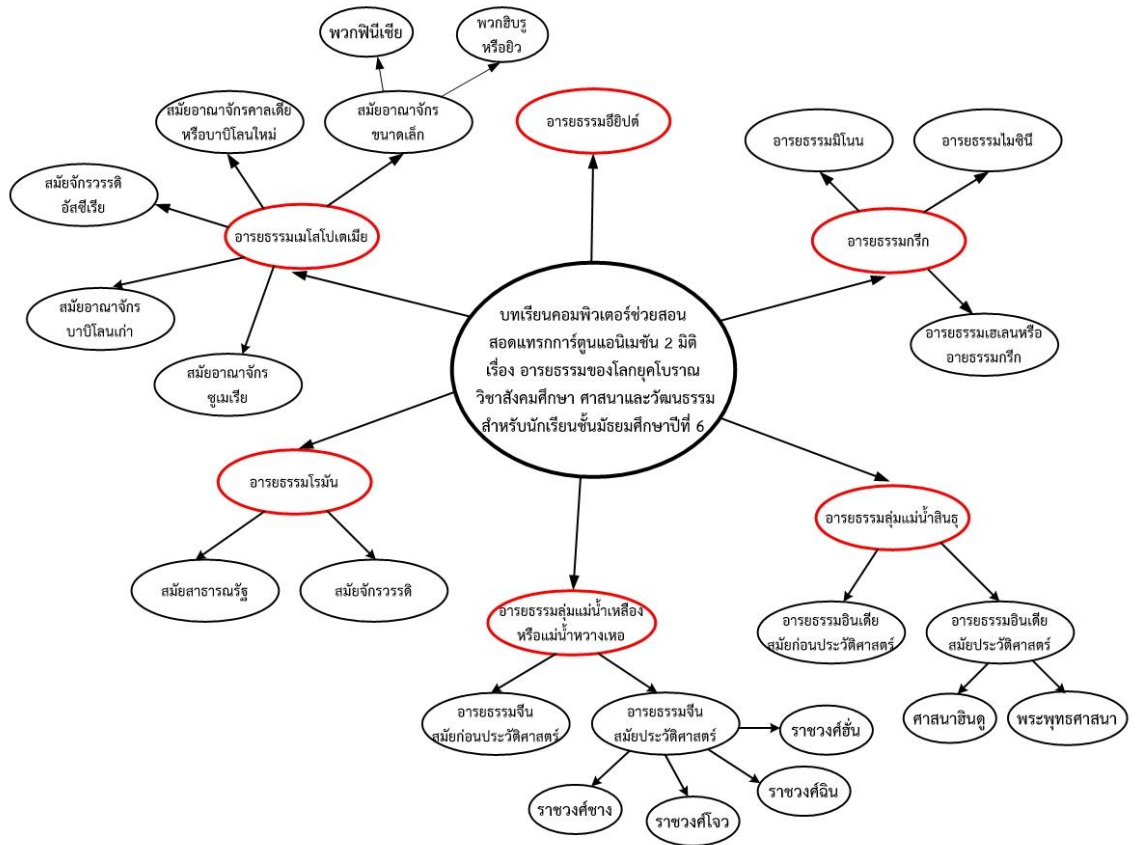 พวกฟินีเซีย
พวกฮิบรู
หรือยิว
สมัยอาณาจักรคาลเดีย
หรือบาบิโลนใหม่
สมัยอาณาจักร
ขนาดเล็ก
อารยธรรมอียิปต์
อารยธรรมมิโนน
อารยธรรมไมซินี
สมัยจักรวรรดิ
อัสซีเรีย
อารยธรรมเมโสโปเตเมีย
อารยธรรมกรีก
สมัยอาณาจักร
บาบิโลนเก่า
สมัยอาณาจักร
ซูเมเรีย
อารยธรรมเฮเลนหรือ
อายธรรมกรีก
บทเรียนคอมพิวเตอร์ช่วยสอน
สอดแทรกการ์ตูนแอนิเมชัน 2 มิติ
เรื่อง อารยธรรมของโลกยุคโบราณ
วิชาสังคมศึกษา ศาสนาและวัฒนธรรม
สำหรับนักเรียนชั้นมัธยมศึกษาปีที่ 6
อารยธรรมโรมัน
สมัยสาธารณรัฐ
สมัยจักรวรรดิ
อารยธรรมลุ่มแม่น้ำสินธุ
อารยธรรมอินเดีย
สมัยก่อนประวัติศาสตร์
อารยธรรมอินเดีย
สมัยประวัติศาสตร์
ศาสนาฮินดู
พระพุทธศาสนา
อารยธรรมลุ่มแม่น้ำเหลือง
หรือแม่น้ำหวางเหอ
อารยธรรมจีน
สมัยก่อนประวัติศาสตร์
อารยธรรมจีน
สมัยประวัติศาสตร์
ราชวงศ์ฮั่น
ราชวงศ์ฉิน
ราชวงศ์โจว
ราชวงศ์ชาง